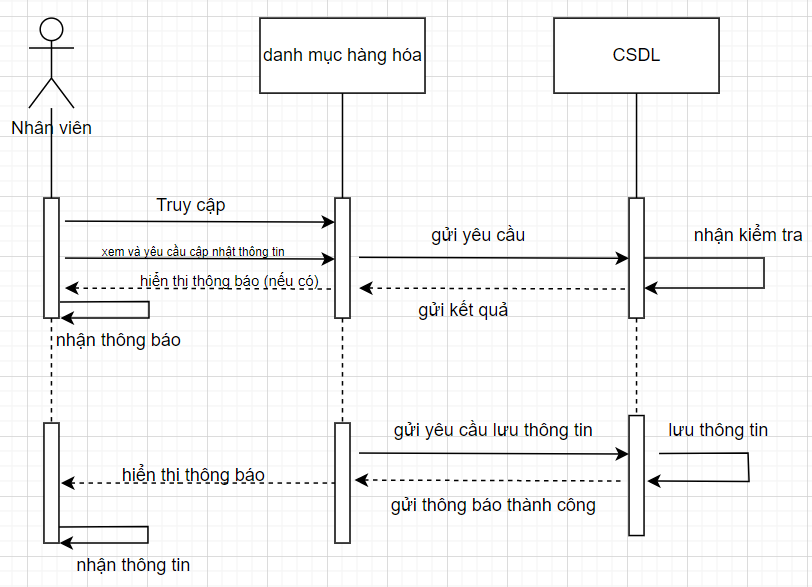 danh mục hàng hóa
CSDL
Nhân viên
Truy cập
xem và yêu cầu cập nhật thông tin
gửi yêu cầu
nhận kiểm tra
hiển thị thông báo (nếu có)
gửi kết quả
nhận thông báo
gửi yêu cầu lưu thông tin
lưu thông tin
hiển thị thông báo
gửi thông báo thành công
nhận thông tin